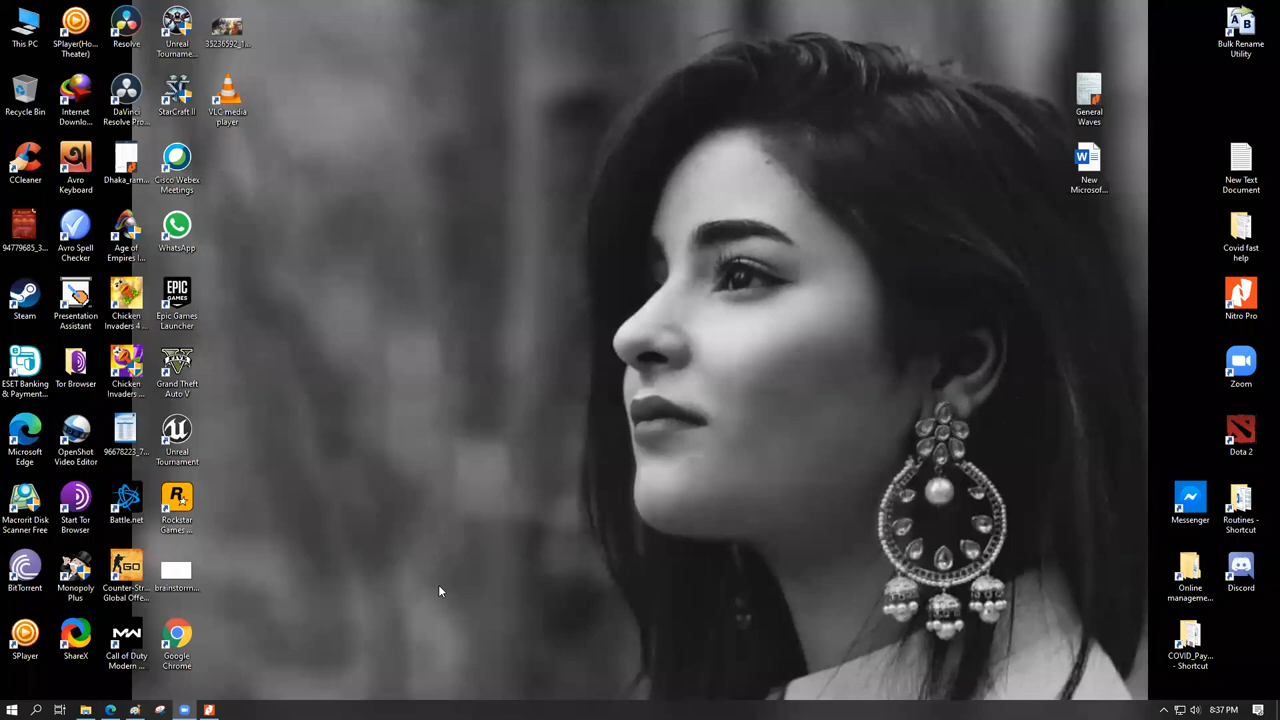 This PC
SPlayer(Ho...
Theater)
Resolve
Unreal
Tourname...
35236592_1...
Recycle Bin
Internet
Downlo...
DaVinci
Resolve Pro...
StarCraft II
VLC media
player
CCleaner
Avro
Keyboard
Dhaka_ram...
Cisco Webex
Meetings
94779685_3...
Avro Spell
Checker
Age of
Empires I...
WhatsApp
Steam
Presentation
Assistant
Chicken
Invaders 4 ...
EPIC
GAMES
Epic Games
Launcher
ESET Banking
& Payment...
Tor Browser
Chicken
Invaders ...
Grand Theft
Auto V
Microsoft
Edge
OpenShot
Video Editor
96678223_7...
Unreal
Tournament
Macrorit Disk
Scanner Free
Start Tor
Browser
Battle.net
Rockstar
Games ...
BitTorrent
Monopoly
Plus
GO
Counter-Str...
Global Offe...
brainstorm...
SPlayer
ShareX
MW
Call of Duty
Modern ...
Google
Chrome
General
Waves
New
Microsof...
A
B
Bulk Rename
Utility
New Text
Document
Covid fast
help
Nitro Pro
Zoom
Dota 2
Messenger
Routines -
Shortcut
Online
manageme...
Discord
COVID_Pay...
- Shortcut
8:37 PM